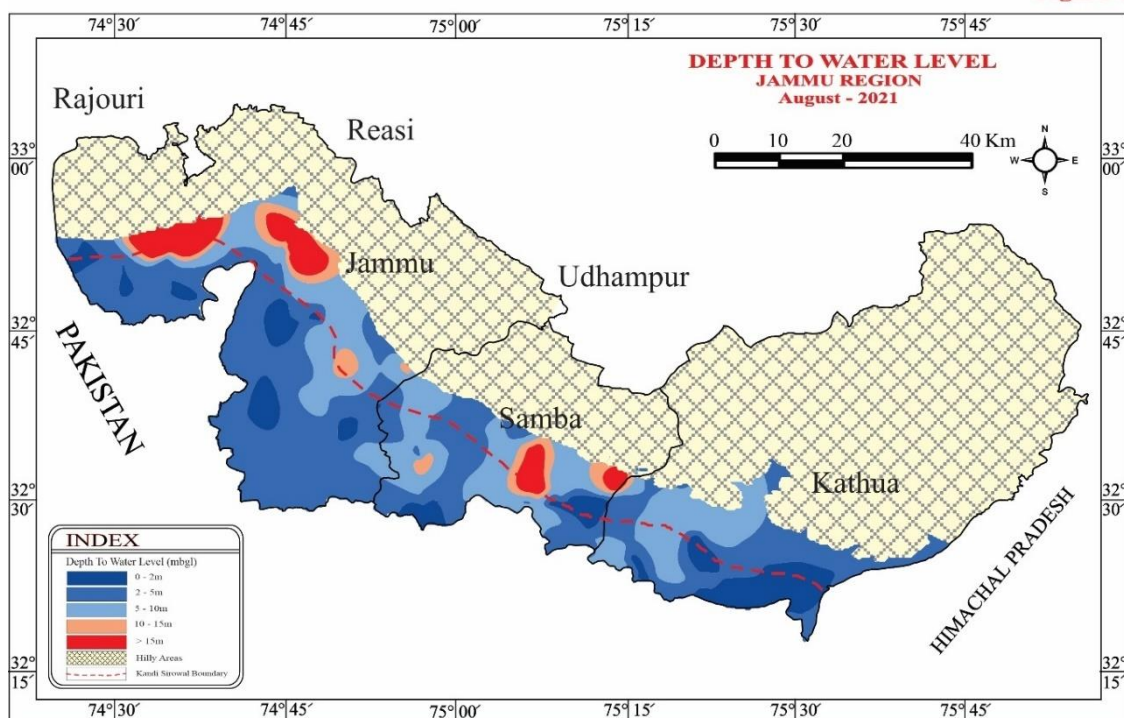 74°30´ 74°45´ 75°00´ 75°15´ 75°30´ 75°45´
DEPTH TO WATER LEVEL
JAMMU REGION
August - 2021
0 10 20 40 Km
N
W E
S
33°
00´
33°
00´
Rajouri
Reasi
Jammu
Udhampur
32°
45´
32°
45´
PAKISTAN
Samba
Kathua
32°
30´
32°
30´
HIMACHAL PRADESH
INDEX
Depth To Water Level (mbgl)
0 - 2m
2 - 5m
5 - 10m
10 - 15m
> 15m
Hilly Areas
Kandi Sirowal Boundary
32°
15´
32°
15´
74°30´ 74°45´ 75°00´ 75°15´ 75°30´ 75°45´